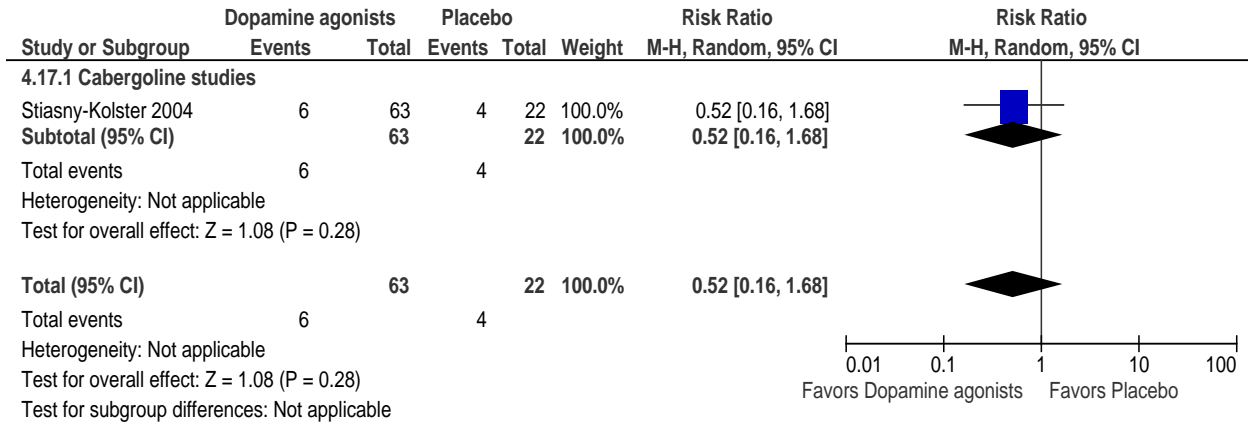 Dopamine agonists Placebo Risk Ratio Risk Ratio
Study or Subgroup Events Total Events Total Weight M-H, Random, 95% CI M-H, Random, 95% CI
4.17.1 Cabergoline studies
Stiasny-Kolster 2004 6 63 4 22 100.0% 0.52 [0.16, 1.68]
Subtotal (95% CI) 63 22 100.0% 0.52 [0.16, 1.68]
Total events 6 4
Heterogeneity: Not applicable
Test for overall effect: Z = 1.08 (P = 0.28)
Total (95% CI) 63 22 100.0% 0.52 [0.16, 1.68]
Total events 6 4
Heterogeneity: Not applicable
Test for overall effect: Z = 1.08 (P = 0.28)
Test for subgroup differences: Not applicable
0.01 0.1 1 10 100
Favors Dopamine agonists Favors Placebo